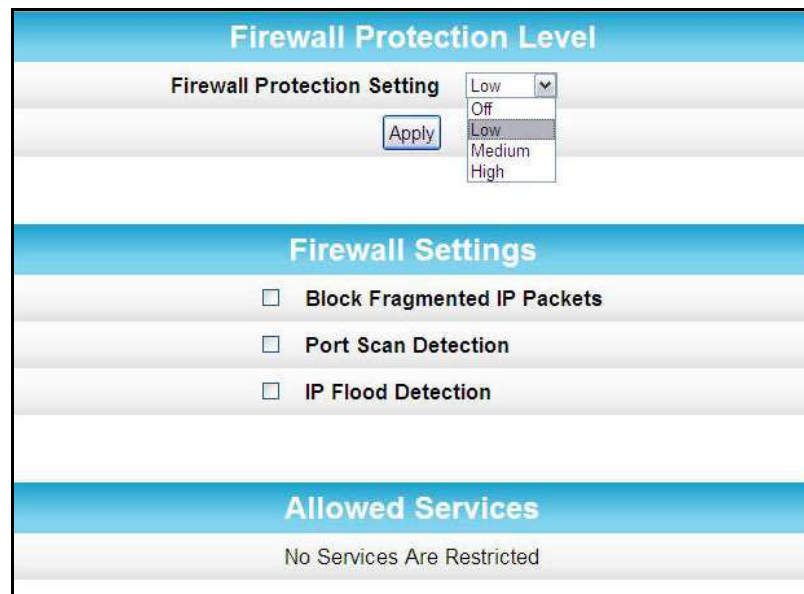 Firewall Protection Level
Firewall Protection Setting Low
Off
Low
Medium
High
Apply
Firewall Settings
Block Fragmented IP Packets
Port Scan Detection
IP Flood Detection
Allowed Services
No Services Are Restricted